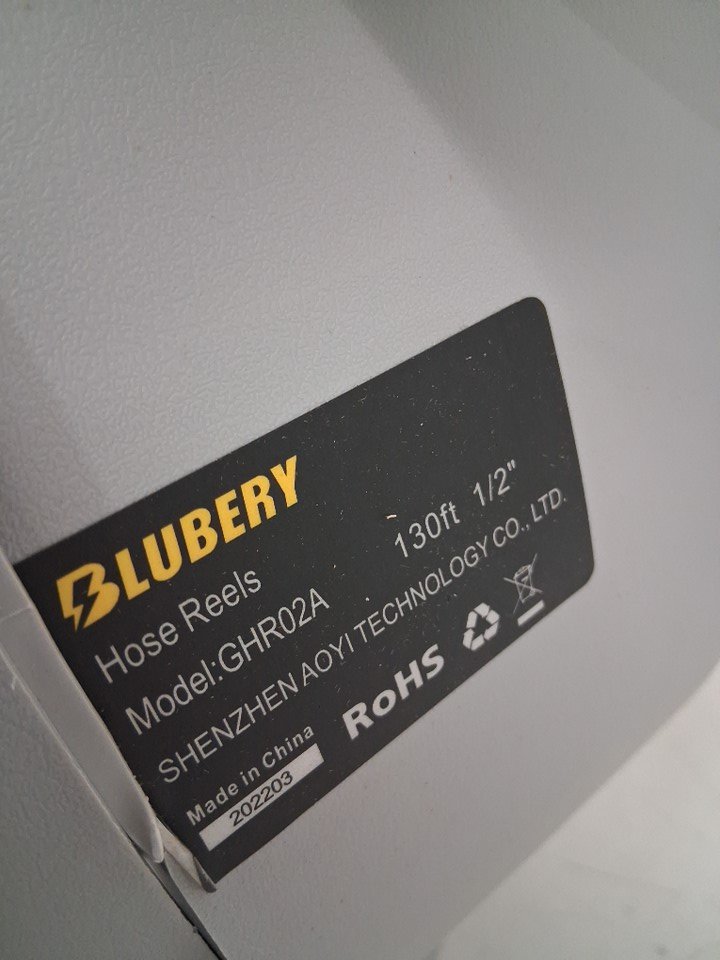 BLUBERY
Hose Reels
Model:GHR02A 130ft 1/2"
SHENZHEN AOYI TECHNOLOGY CO., LTD.
Made in China RoHS
202203